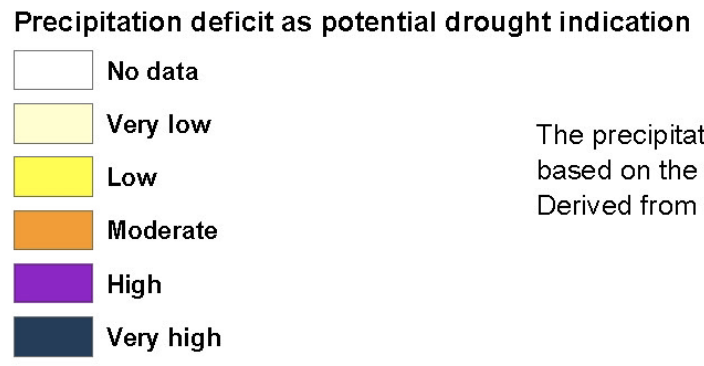 Precipitation deficit as potential drought indication
No data
Very low
Low
Moderate
High
Very high
The
based on the
Derived from